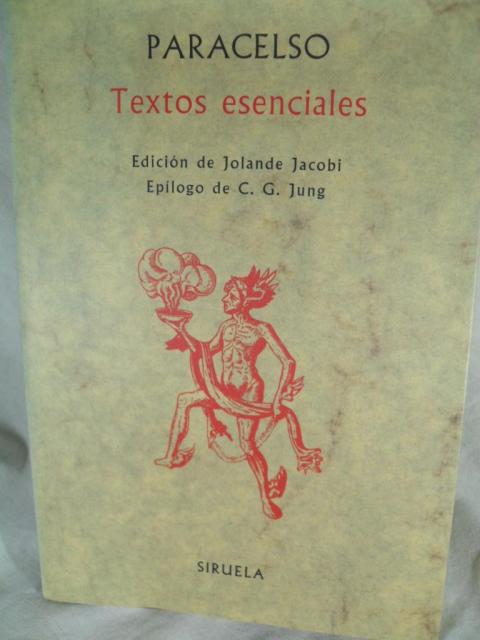 PARACELSO
Textos esenciales
Edición de Jolande Jacobi
Epílogo de C. G. Jung
SIRUELA